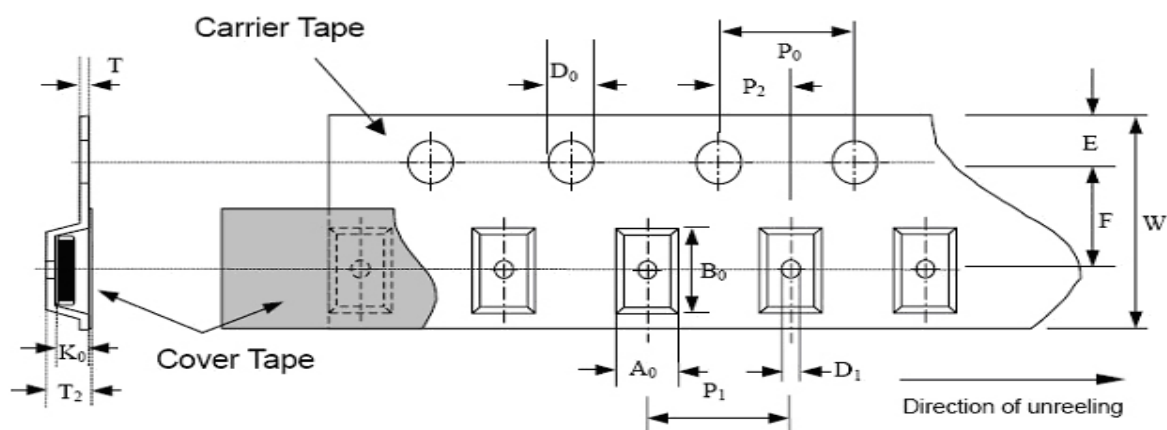 Carrier Tape
T
D₀
P₀
P₂
E
F
W
B₀
K₀
Cover Tape
A₀
D₁
T₂
P₁
Direction of unreeling